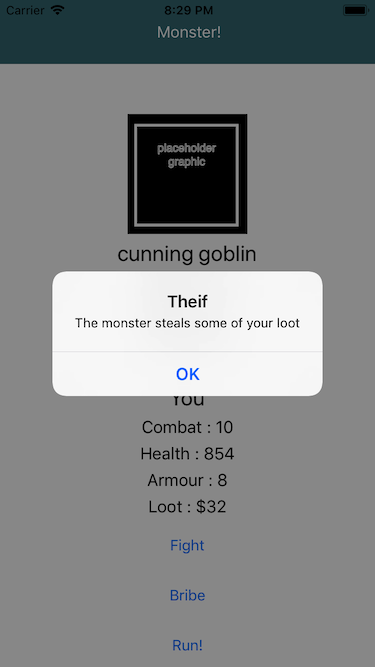 Carrier 8:29 PM
Monster!
placeholder
graphic
cunning goblin
Theif
The monster steals some of your loot
OK
You
Combat : 10
Health : 854
Armour : 8
Loot : $32
Fight
Bribe
Run!